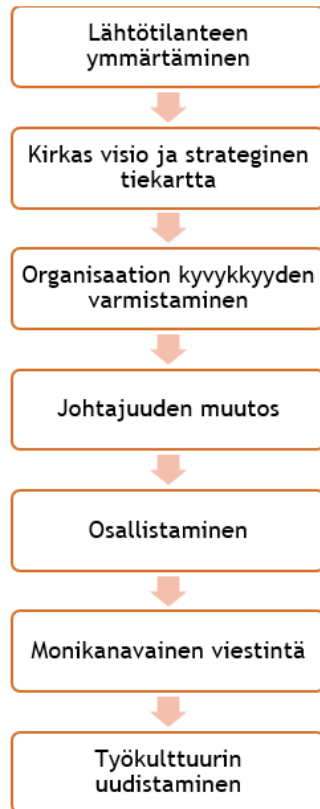 Lähtötilanteen
ymmärtäminen
Kirkas visio ja strateginen
tiekartta
Organisaation kyvykkyyden
varmistaminen
Johtajuuden muutos
Osallistaminen
Monikanavainen viestintä
Työkulttuurin
uudistaminen